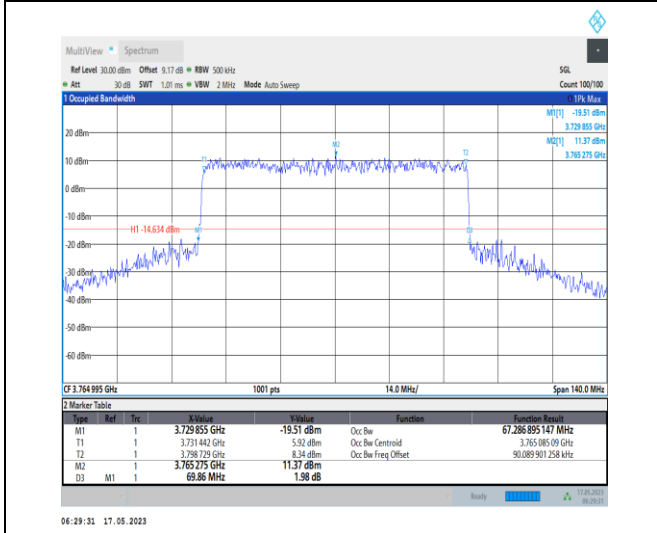 MultiView Spectrum
Ref Level 30.00 dBm Offset 9.17 dB RBW 500 kHz SGL
Att 30 dB SWT 1.01 ms VBW 2 MHz Mode Auto Sweep Count 100/100
1 Occupied Bandwidth 1Pk Max
M1[1] -19.51 dBm
3.729 855 GHz
M2[1] 11.37 dBm
3.765 275 GHz
20 dBm
M2
T1
T2
10 dBm
0 dBm
-10 dBm
H1 -14.634 dBm
M1
D3
-20 dBm
-30 dBm
-40 dBm
-50 dBm
-60 dBm
CF 3.764 995 GHz 1001 pts 14.0 MHz/ Span 140.0 MHz
2 Marker Table
Type Ref Trc X-Value Y-Value Function Function Result
M1 1 3.729 855 GHz -19.51 dBm Occ Bw 67.286 895 147 MHz
T1 1 3.731 442 GHz 5.92 dBm Occ Bw Centroid 3.765 085 09 GHz
T2 1 3.798 729 GHz 8.34 dBm Occ Bw Freq Offset 90.089 901 258 kHz
M2 1 3.765 275 GHz 11.37 dBm
D3 M1 1 69.86 MHz 1.98 dB
Ready 17.05.2023
06:29:31
06:29:31 17.05.2023